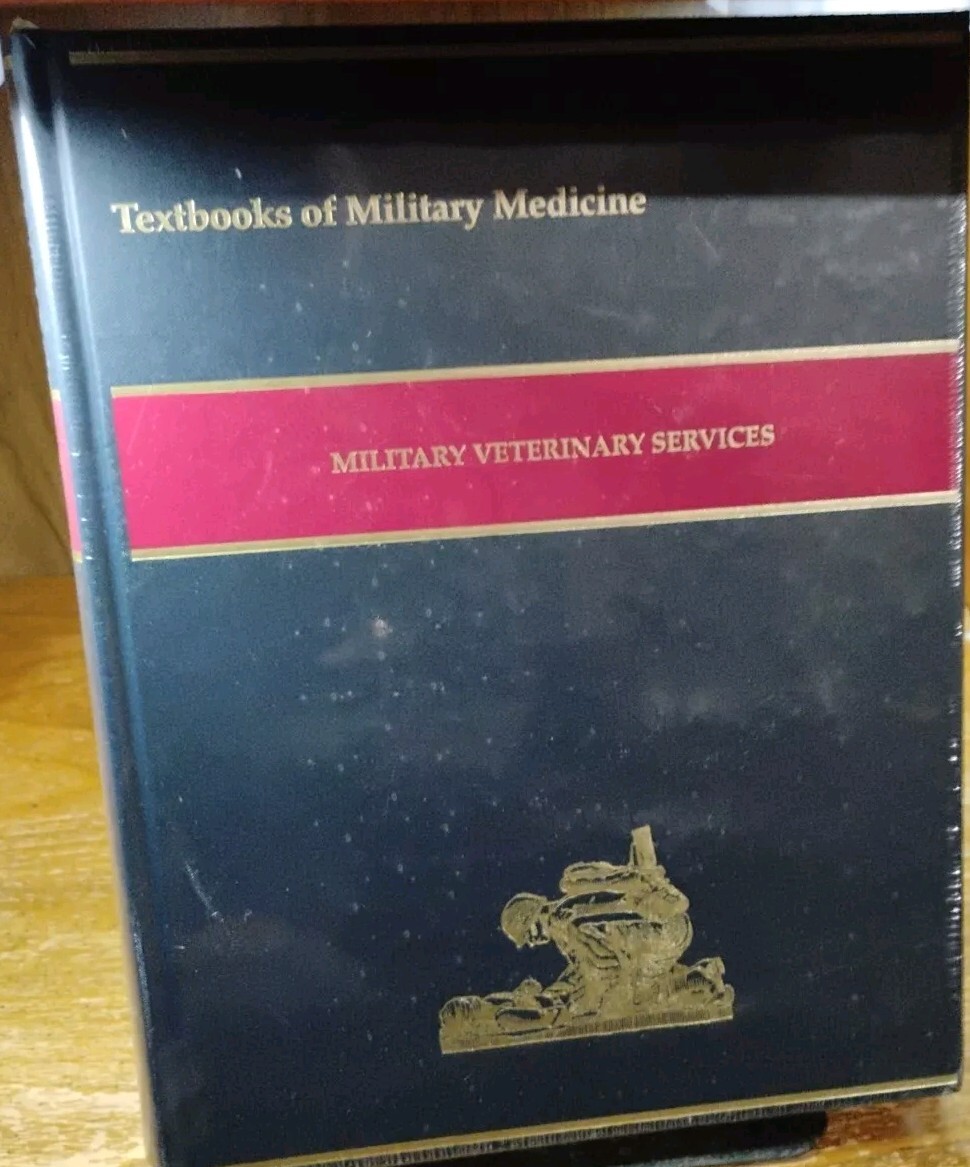 Textbooks of Military Medicine
MILITARY VETERINARY SERVICES